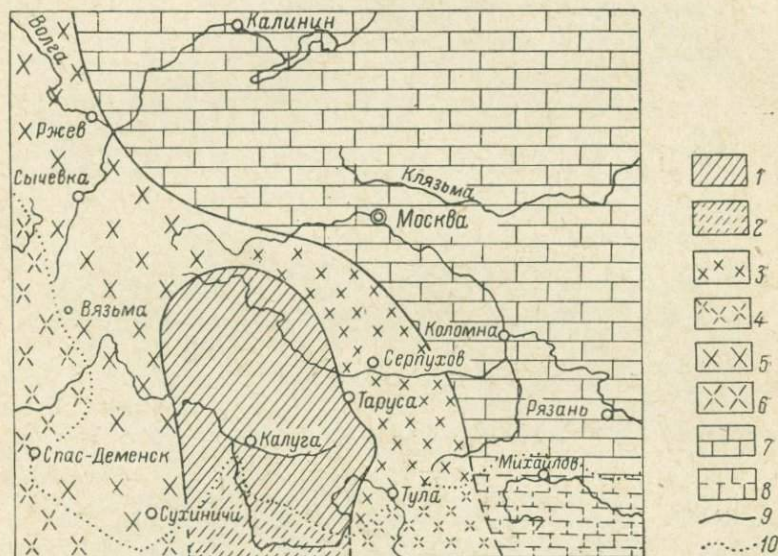 Калинин
Волга
Ржев
Сычевка
Клязьма
Москва
Вязьма
Коломна
Серпухов
Таруса
Рязань
Калуга
Спас-Деменск
Михайлов
Тула
Сухиничи
1
2
3
4
5
6
7
8
9
10